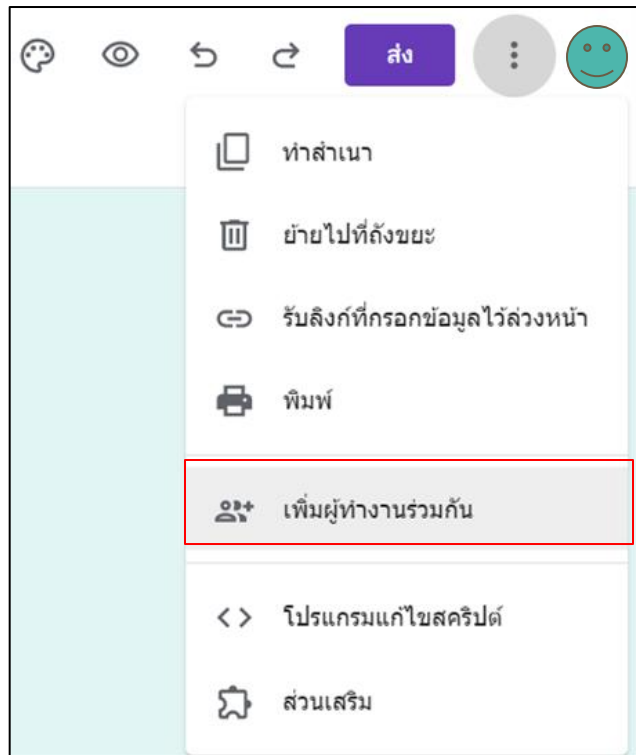 ส่ง
ทำสำเนา
ย้ายไปที่ถังขยะ
รับลิงก์ที่กรอกข้อมูลไว้ล่วงหน้า
พิมพ์
เพิ่มผู้ทำงานร่วมกัน
โปรแกรมแก้ไขสคริปต์
ส่วนเสริม